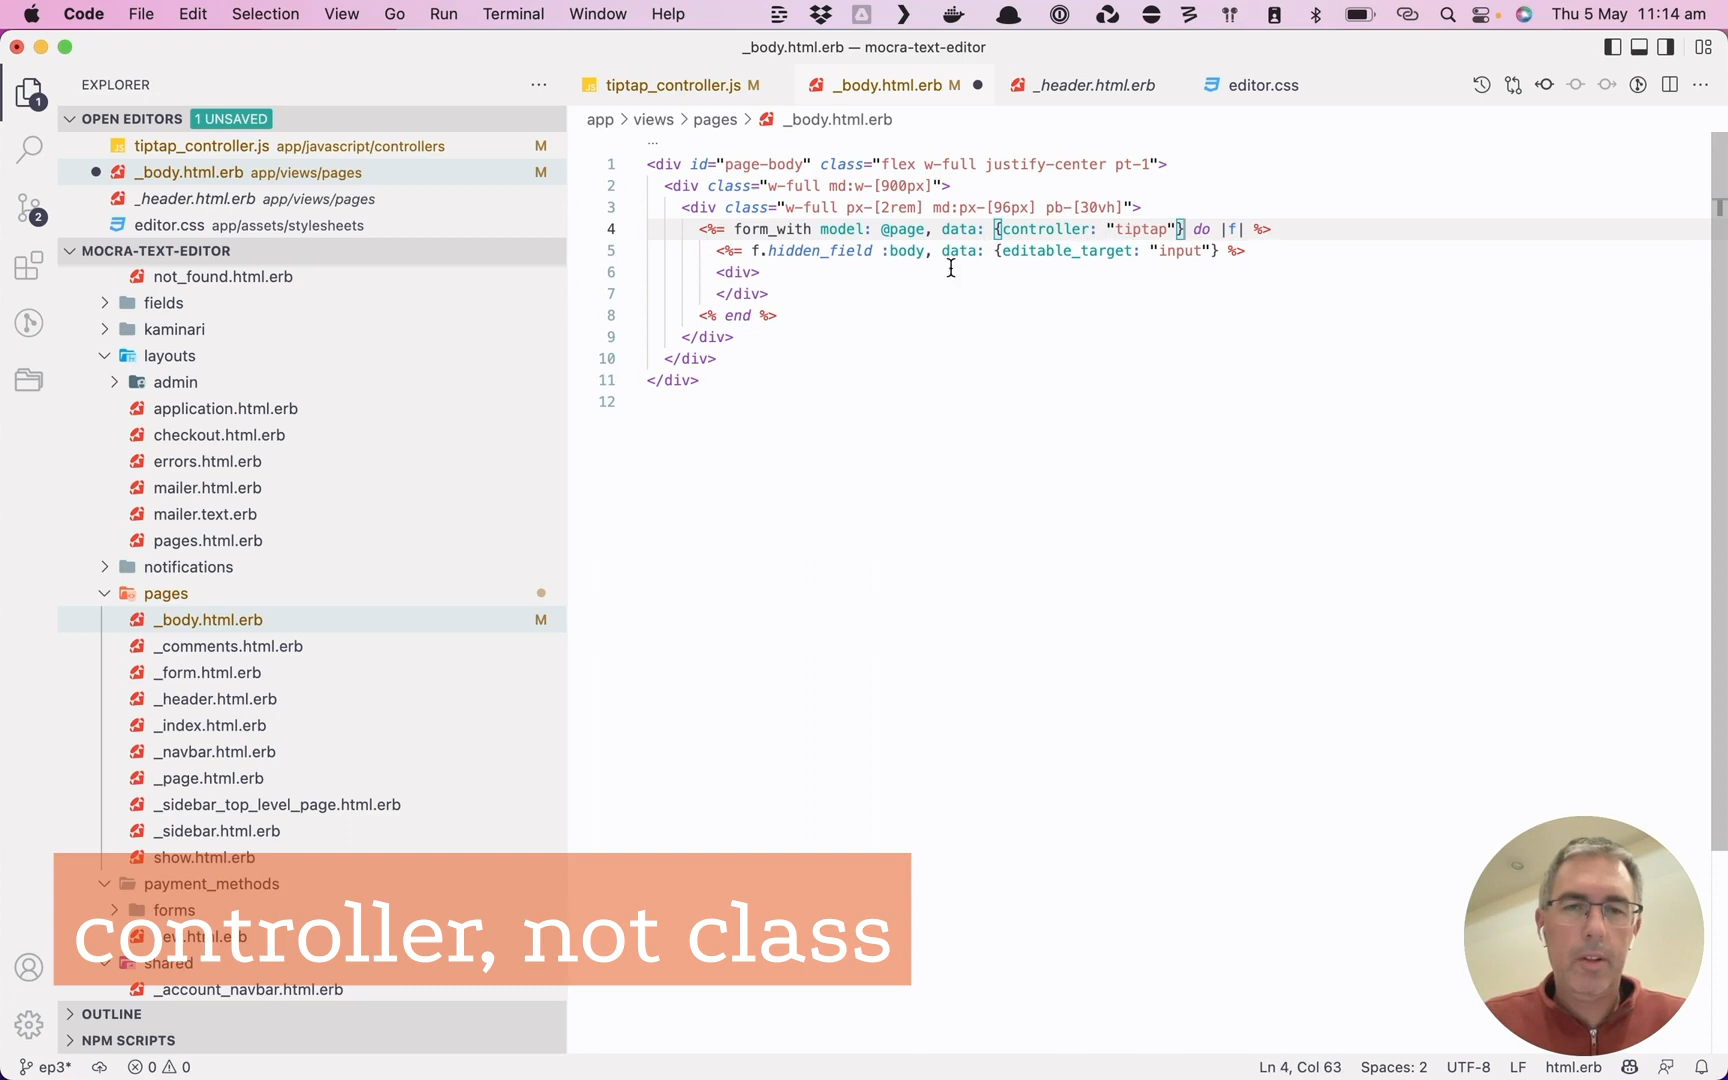 Code File Edit Selection View Go Run Terminal Window Help Thu 5 May 11:14 am
_body.html.erb — mocra-text-editor
EXPLORER
tiptap_controller.js M _body.html.erb M _header.html.erb editor.css
OPEN EDITORS 1 UNSAVED
app > views > pages > _body.html.erb
tiptap_controller.js app/javascript/controllers M
_body.html.erb app/views/pages M
_header.html.erb app/views/pages
editor.css app/assets/stylesheets
MOCRA-TEXT-EDITOR
not_found.html.erb
fields
kaminari
layouts
admin
application.html.erb
checkout.html.erb
errors.html.erb
mailer.html.erb
mailer.text.erb
pages.html.erb
notifications
pages
_body.html.erb M
_comments.html.erb
_form.html.erb
_header.html.erb
_index.html.erb
_navbar.html.erb
_page.html.erb
_sidebar_top_level_page.html.erb
_sidebar.html.erb
show.html.erb
payment_methods
forms
shared
_account_navbar.html.erb
OUTLINE
NPM SCRIPTS
1 <div id="page-body" class="flex w-full justify-center pt-1">
2 <div class="w-full md:w-[900px]">
3 <div class="w-full px-[2rem] md:px-[96px] pb-[30vh]">
4 <%= form_with model: @page, data: {controller: "tiptap"} do |f| %>
5 <%= f.hidden_field :body, data: {editable_target: "input"} %>
6 <div>
7 </div>
8 <% end %>
9 </div>
10 </div>
11 </div>
12
controller, not class
1
2
ep3* 0 0 Ln 4, Col 63 Spaces: 2 UTF-8 LF html.erb